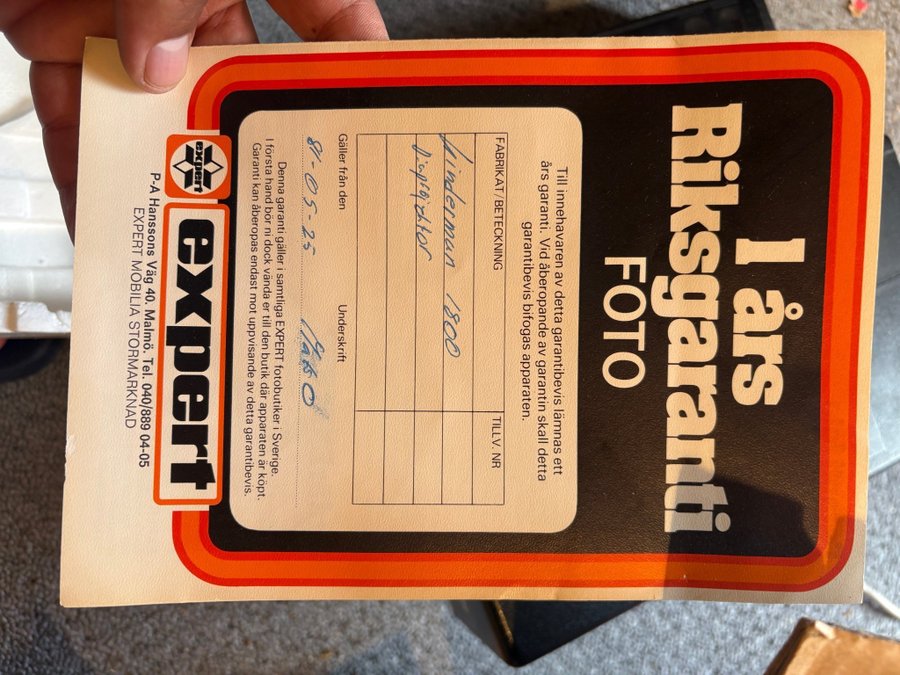 1 års
Riksgaranti
FOTO
Till innehavaren av detta garantibevis lämnas ett
års garanti. Vid åberopande av garantin skall detta
garantibevis bifogas apparaten.
FABRIKAT/BETECKNING TILLV. NR
Linderman 1800
Gäller från den Underskrift
81-05-25
Denna garanti gäller i samtliga EXPERT fotobutiker i Sverige.
I första hand bör ni dock vända er till den butik där apparaten är köpt.
Garanti kan åberopas endast mot uppvisande av detta garantibevis.
expert
expert
P-A Hanssons Väg 40. Malmö. Tel. 040/889 04-05
EXPERT MOBILIA STORMARKNAD